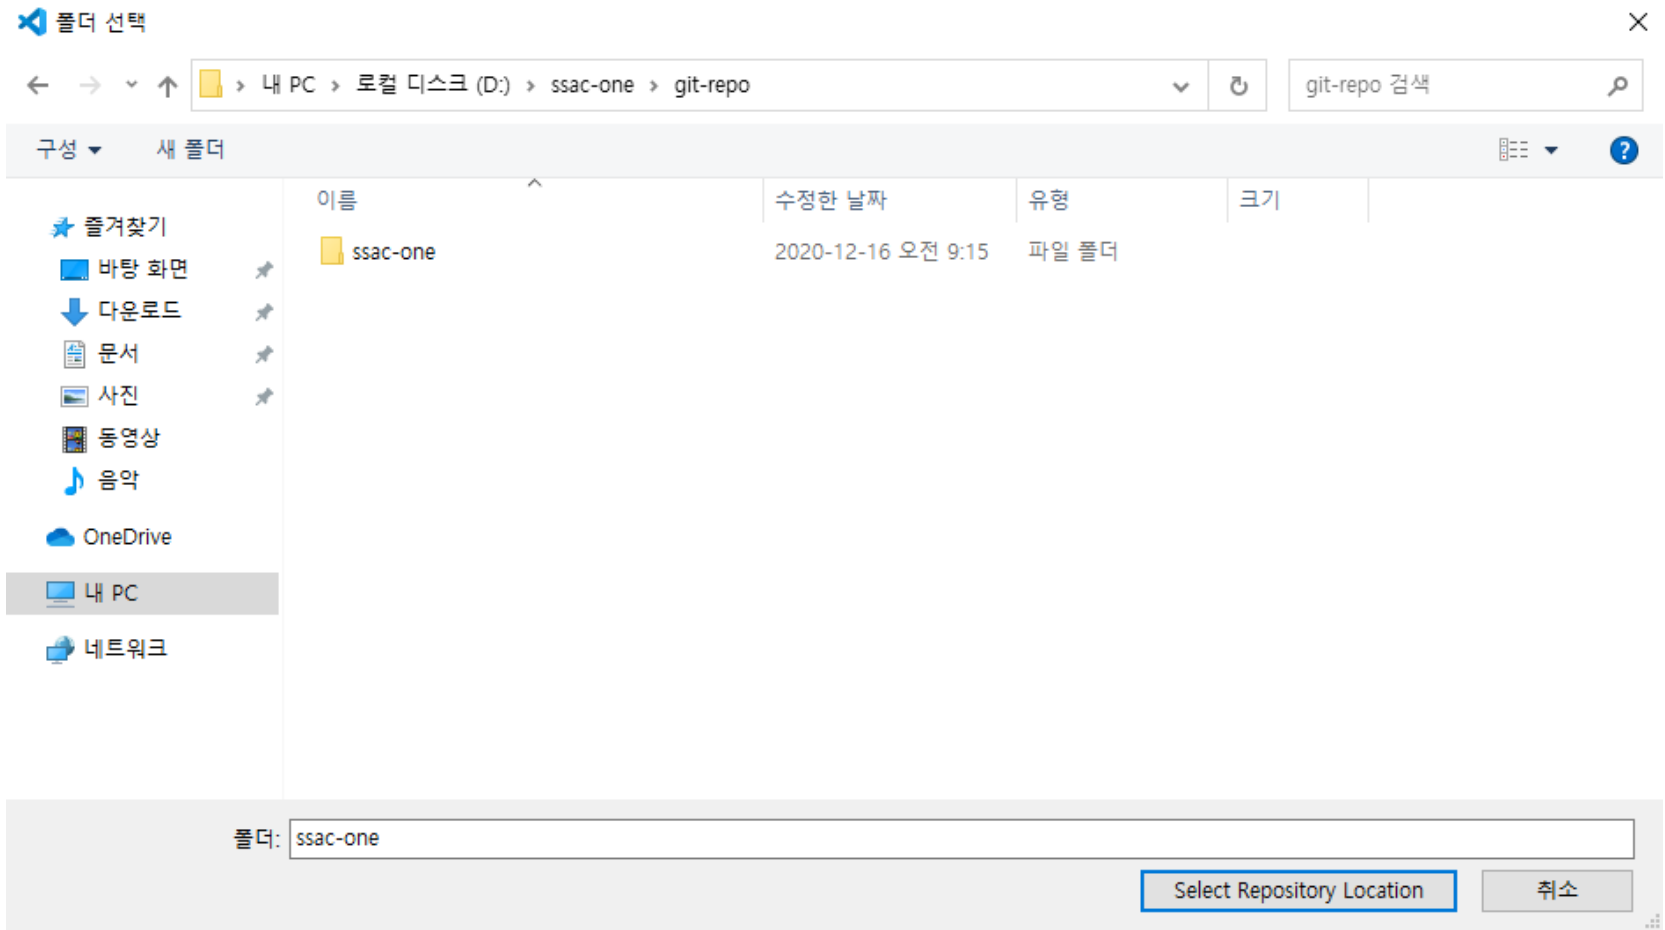 폴더 선택
내 PC 로컬 디스크 (D:) ssac-one git-repo
git-repo 검색
구성 새 폴더
이름 수정한 날짜 유형 크기
ssac-one 2020-12-16 오전 9:15 파일 폴더
즐겨찾기
바탕 화면
다운로드
문서
사진
동영상
음악
OneDrive
내 PC
네트워크
폴더: ssac-one
Select Repository Location 취소